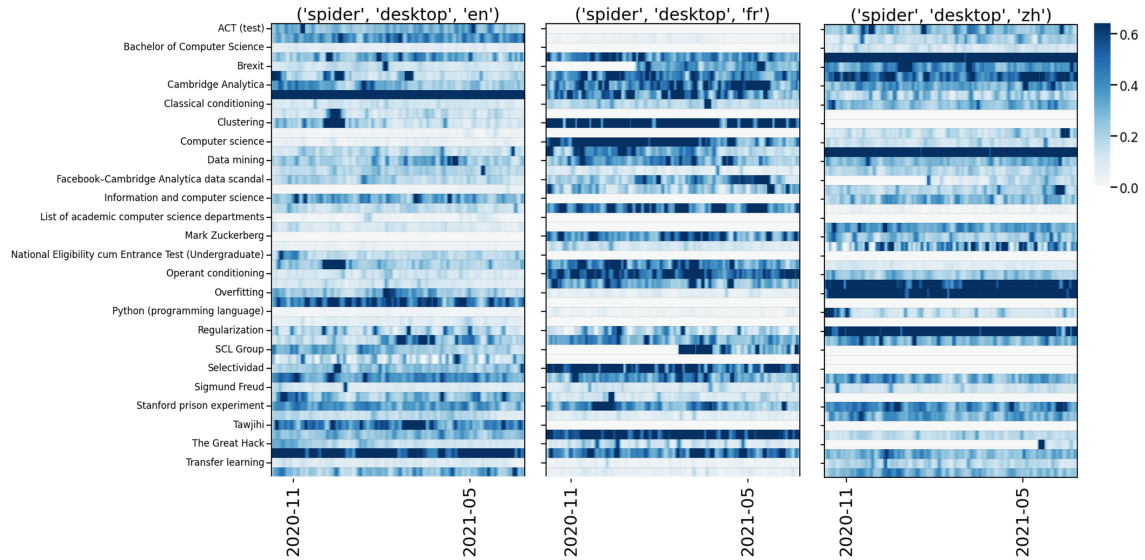 ('spider', 'desktop', 'en')
('spider', 'desktop', 'fr')
('spider', 'desktop', 'zh')
ACT (test)
Bachelor of Computer Science
Brexit
Cambridge Analytica
Classical conditioning
Clustering
Computer science
Data mining
Facebook–Cambridge Analytica data scandal
Information and computer science
List of academic computer science departments
Mark Zuckerberg
National Eligibility cum Entrance Test (Undergraduate)
Operant conditioning
Overfitting
Python (programming language)
Regularization
SCL Group
Selectividad
Sigmund Freud
Stanford prison experiment
Tawjihi
The Great Hack
Transfer learning
0.6
0.4
0.2
0.0
2020-11
2021-05
2020-11
2021-05
2020-11
2021-05